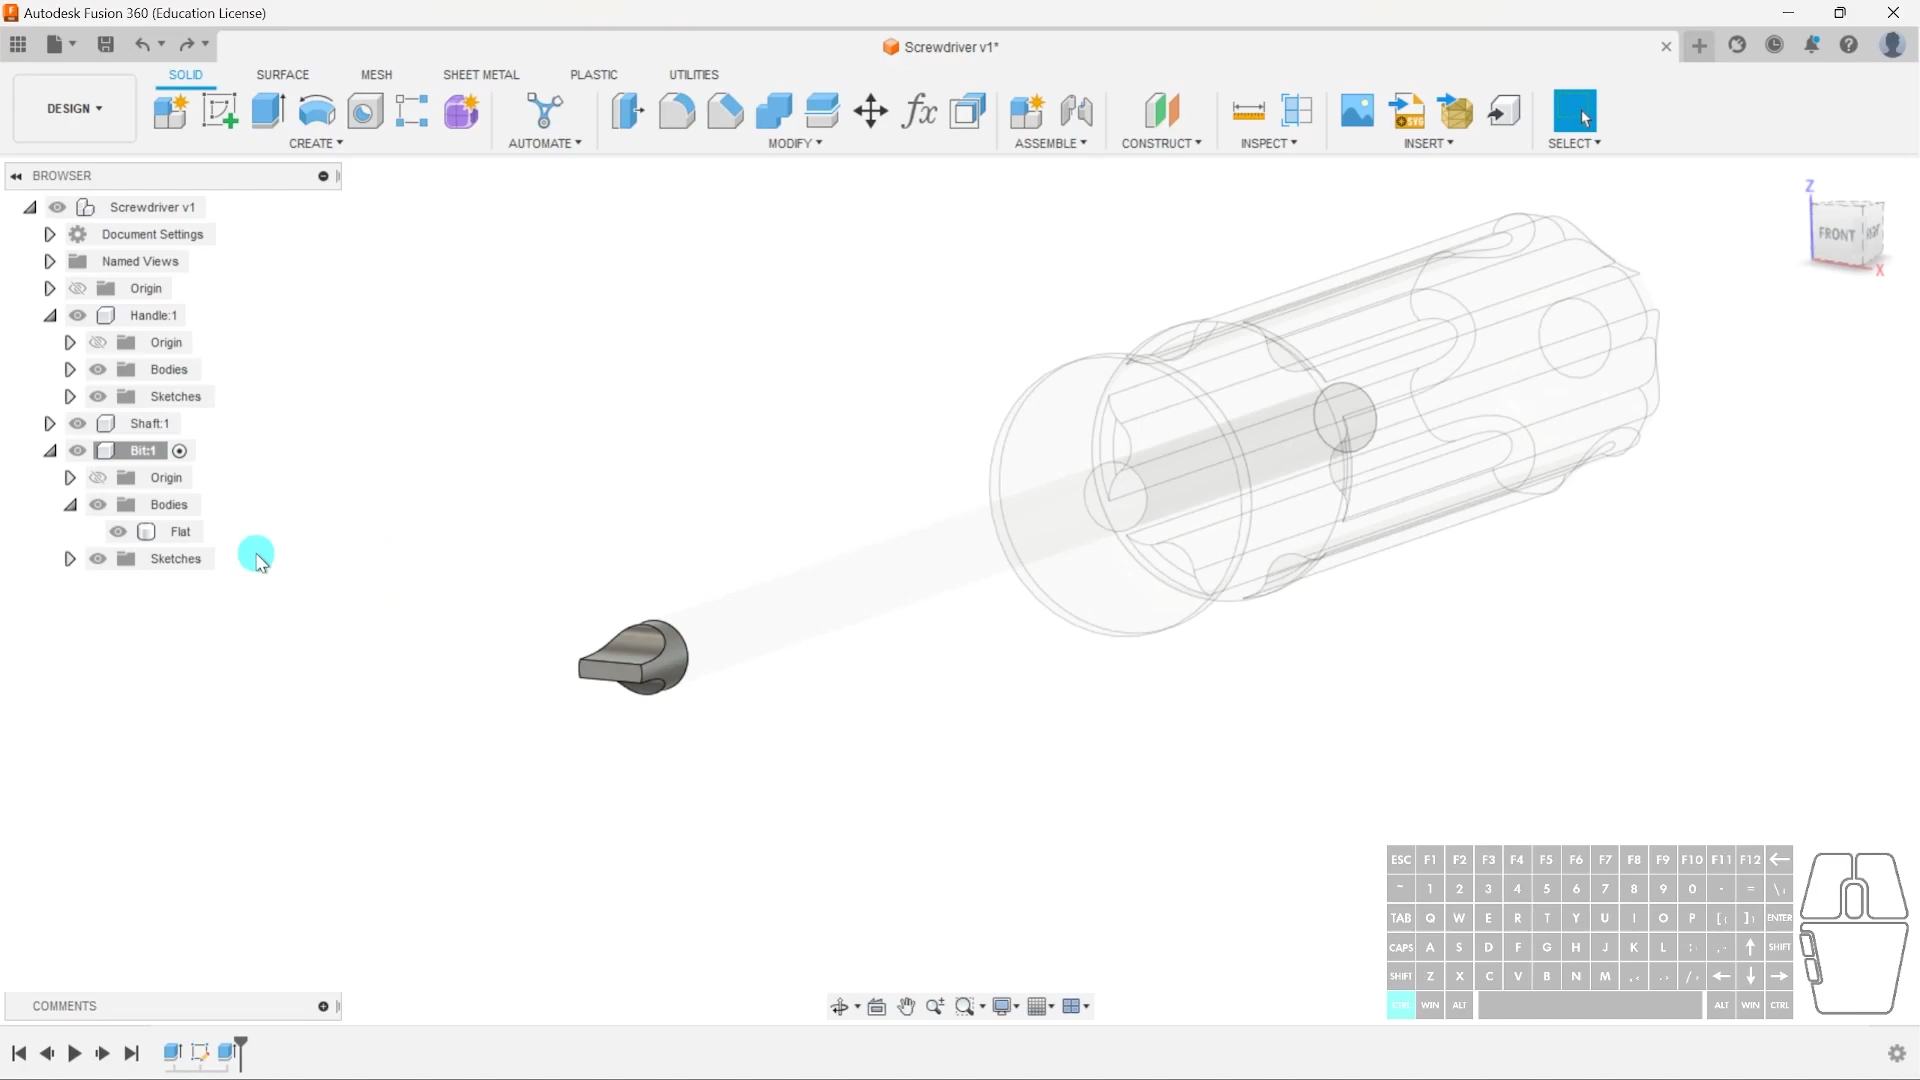 Autodesk Fusion 360 (Education License)
Screwdriver v1*
SOLID SURFACE MESH SHEET METAL PLASTIC UTILITIES
DESIGN
CREATE AUTOMATE MODIFY ASSEMBLE CONSTRUCT INSPECT INSERT SELECT
BROWSER
Screwdriver v1
Document Settings
Named Views
Origin
Handle:1
Origin
Bodies
Sketches
Shaft:1
Bit:1
Origin
Bodies
Flat
Sketches
Z
FRONT
X
ESC F1 F2 F3 F4 F5 F6 F7 F8 F9 F10 F11 F12
~ 1 2 3 4 5 6 7 8 9 0 - =
TAB Q W E R T Y U I O P [ ] ENTER
CAPS A S D F G H J K L ; SHIFT
SHIFT Z X C V B N M /
CTRL WIN ALT ALT WIN CTRL
COMMENTS